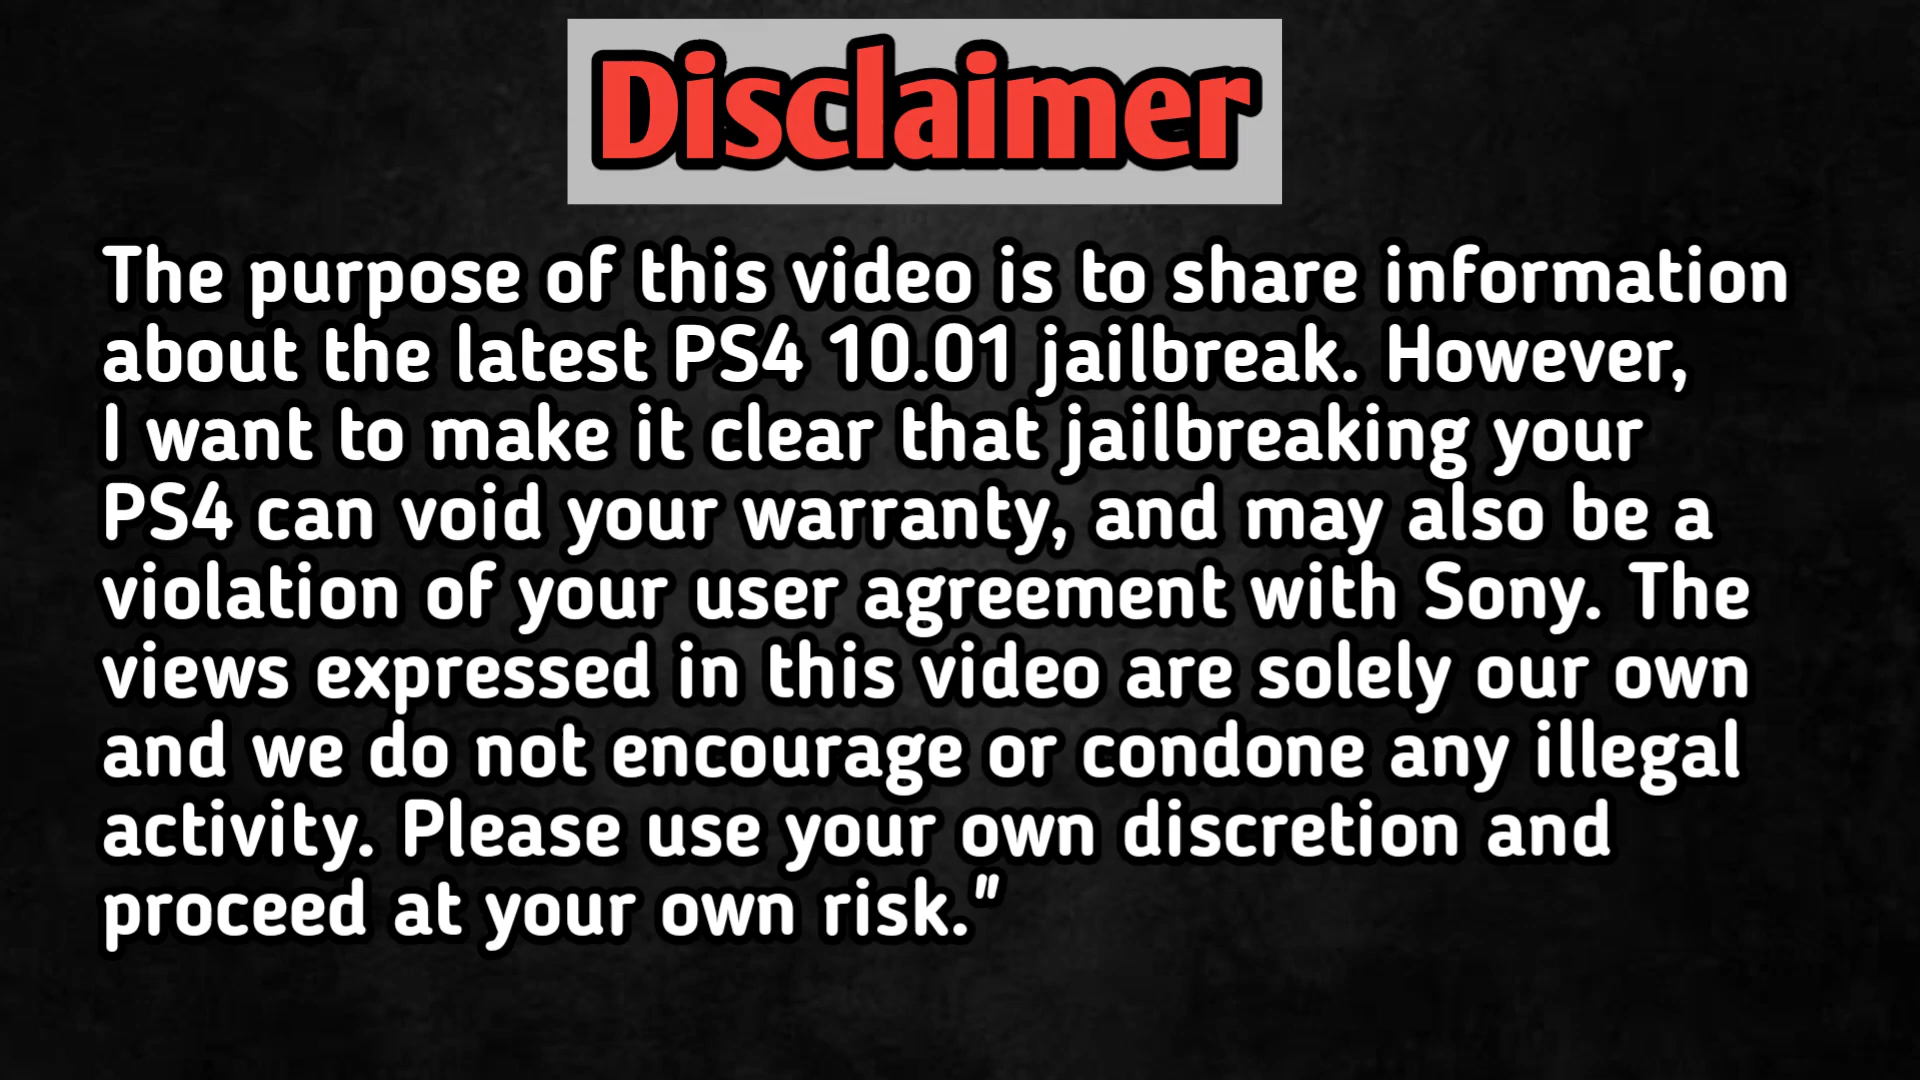 Disclaimer
The purpose of this video is to share information
about the latest PS4 10.01 jailbreak. However,
I want to make it clear that jailbreaking your
PS4 can void your warranty, and may also be a
violation of your user agreement with Sony. The
views expressed in this video are solely our own
and we do not encourage or condone any illegal
activity. Please use your own discretion and
proceed at your own risk."